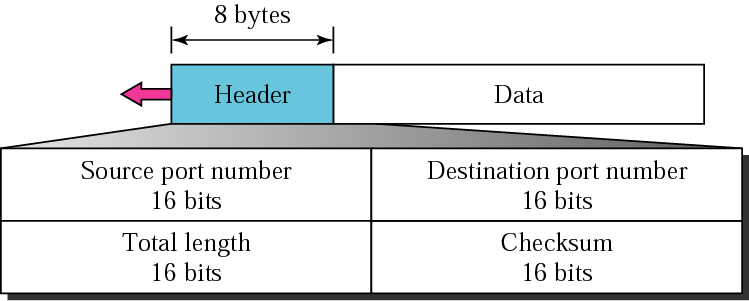 8 bytes
Header
Data
Source port number
16 bits
Destination port number
16 bits
Total length
16 bits
Checksum
16 bits